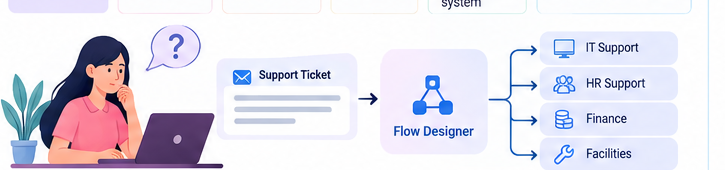 system
?
Support Ticket
Flow Designer
IT Support
HR Support
Finance
Facilities